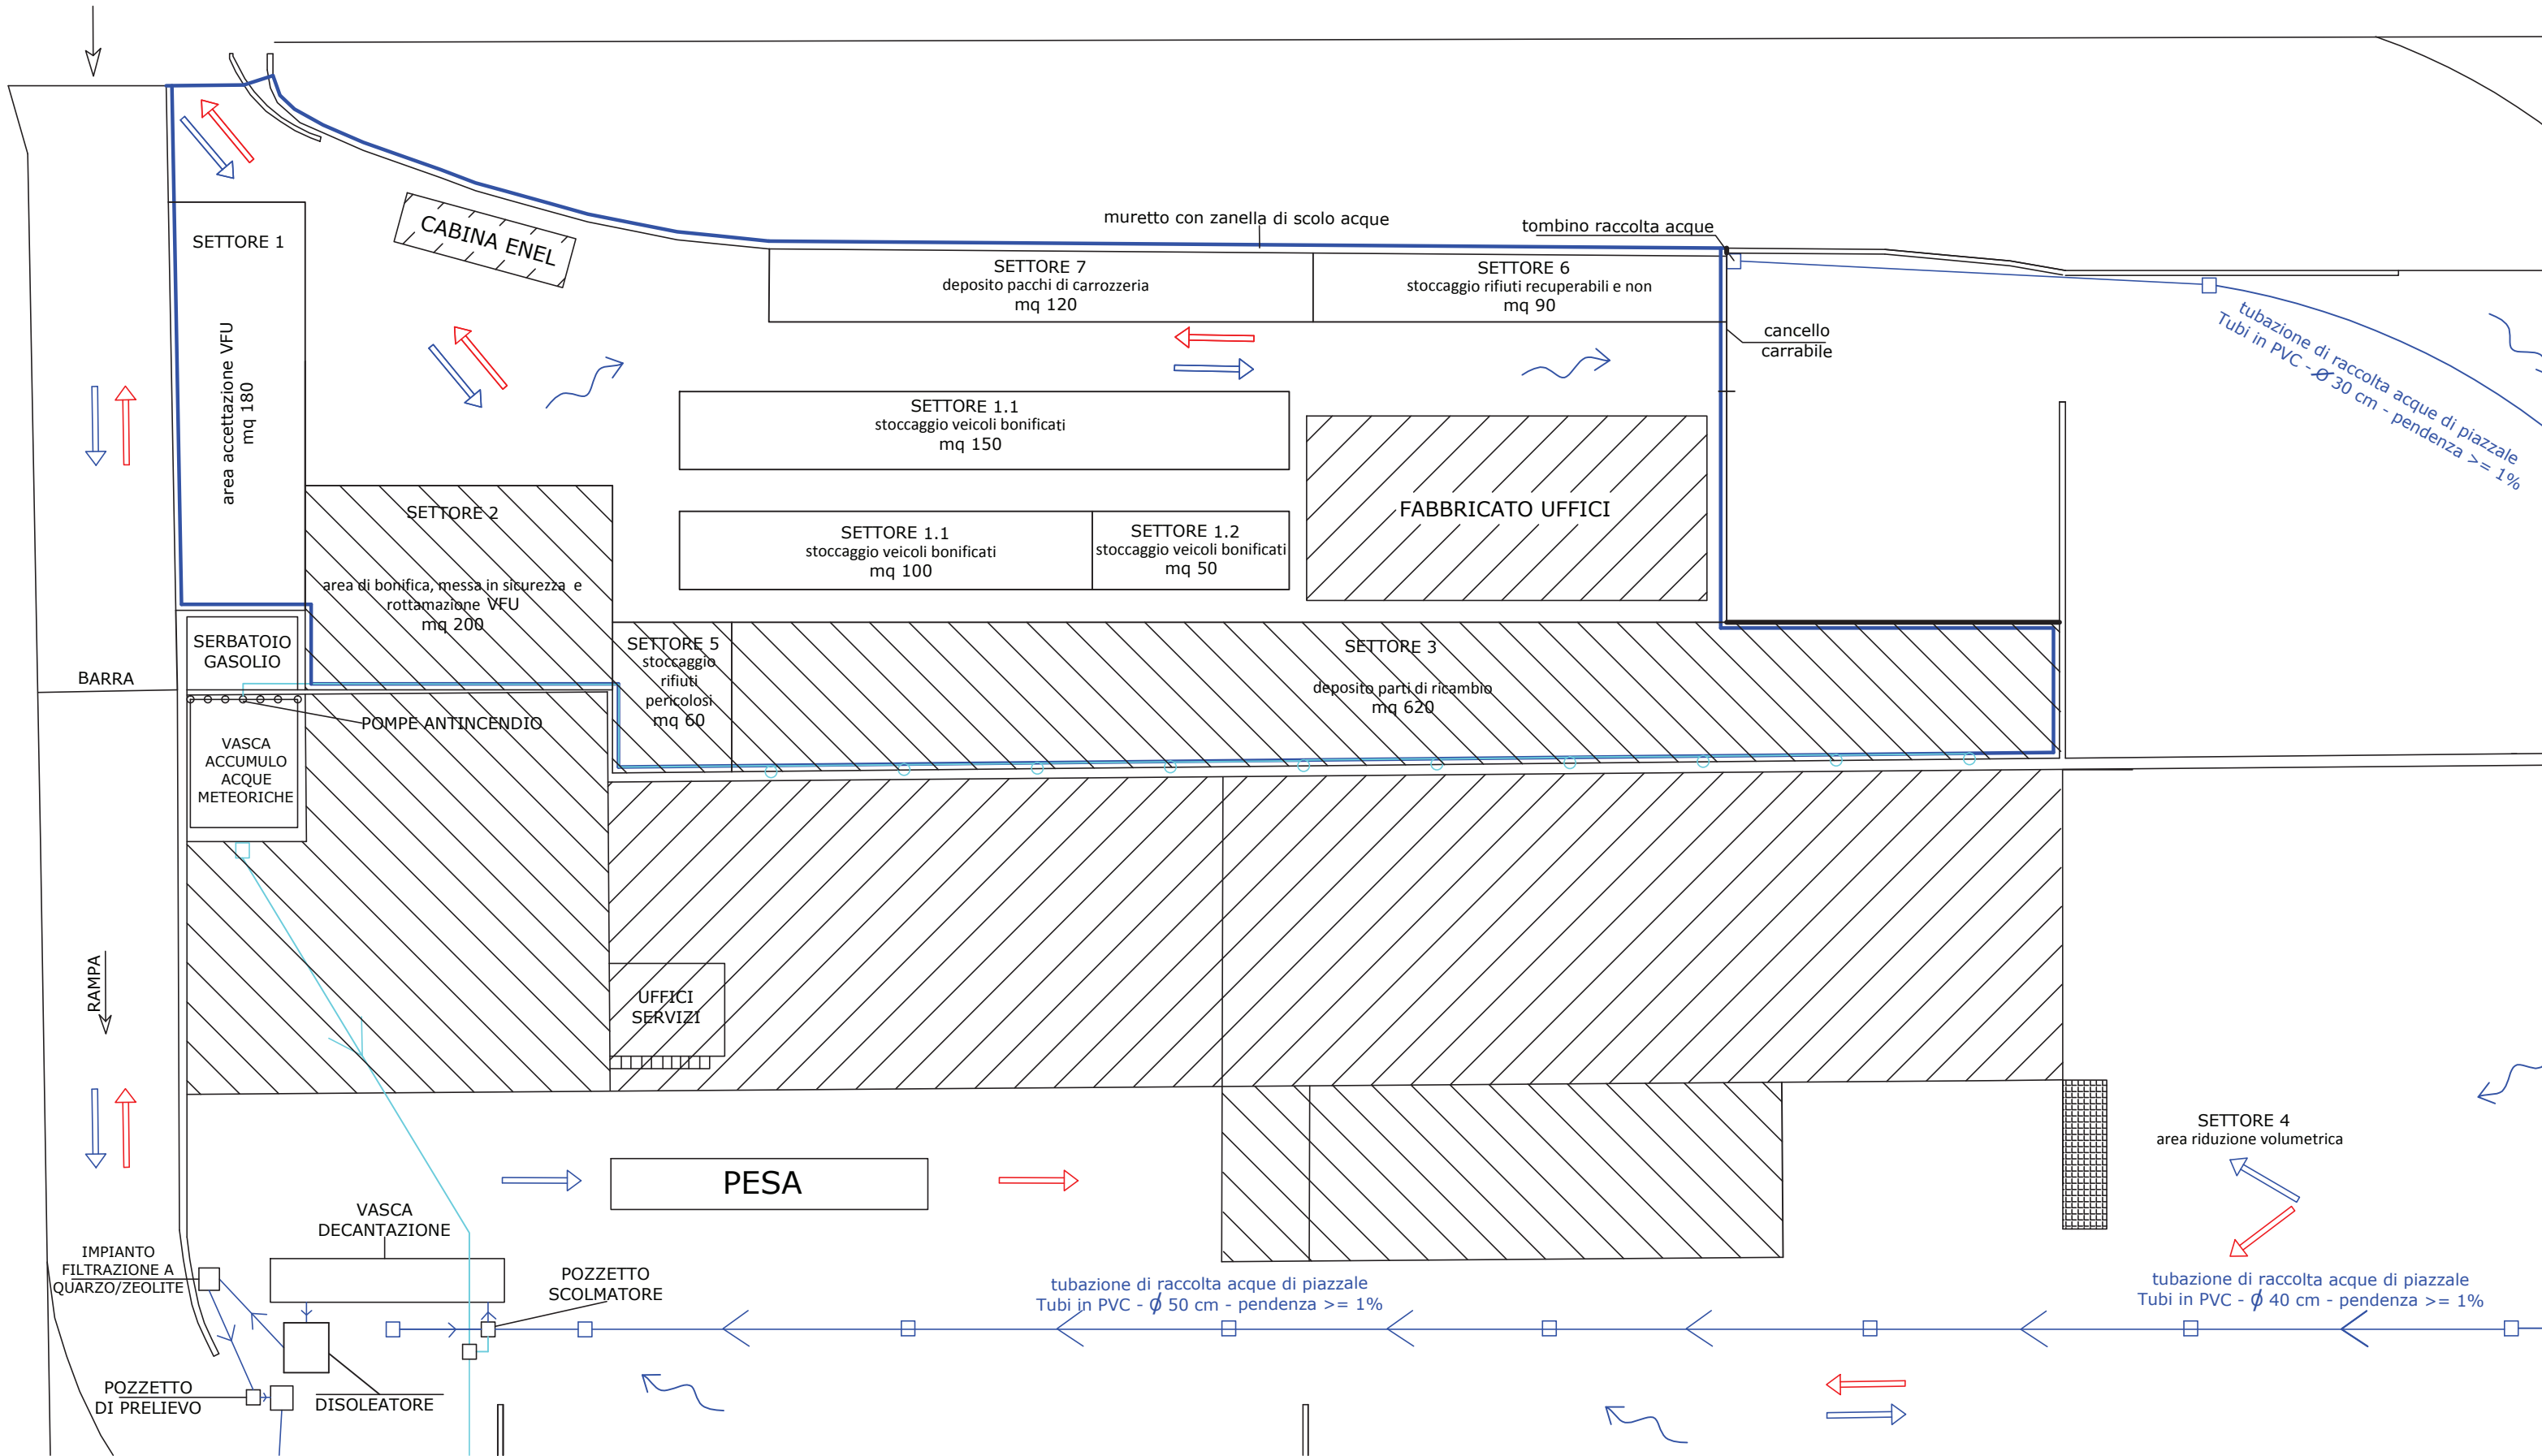 muretto con zanella di scolo acque
tombino raccolta acque
SETTORE 1
area accettazione VFU
mq 180
CABINA ENEL
SETTORE 7
deposito pacchi di carrozzeria
mq 120
SETTORE 6
stoccaggio rifiuti recuperabili e non
mq 90
cancello
carrabile
tubazione di raccolta acque di piazzale
Tubi in PVC - Ø 30 cm - pendenza >= 1%
SETTORE 1.1
stoccaggio veicoli bonificati
mq 150
SETTORE 2
area di bonifica, messa in sicurezza e
rottamazione VFU
mq 200
SETTORE 1.1
stoccaggio veicoli bonificati
mq 100
SETTORE 1.2
stoccaggio veicoli bonificati
mq 50
FABBRICATO UFFICI
SERBATOIO
GASOLIO
BARRA
SETTORE 5
stoccaggio
rifiuti
pericolosi
mq 60
SETTORE 3
deposito parti di ricambio
mq 620
POMPE ANTINCENDIO
VASCA
ACCUMULO
ACQUE
METEORICHE
RAMPA
UFFICI
SERVIZI
SETTORE 4
area riduzione volumetrica
PESA
VASCA
DECANTAZIONE
IMPIANTO
FILTRAZIONE A
QUARZO/ZEOLITE
POZZETTO
SCOLMATORE
tubazione di raccolta acque di piazzale
Tubi in PVC - Ø 50 cm - pendenza >= 1%
tubazione di raccolta acque di piazzale
Tubi in PVC - Ø 40 cm - pendenza >= 1%
POZZETTO
DI PRELIEVO
DISOLEATORE